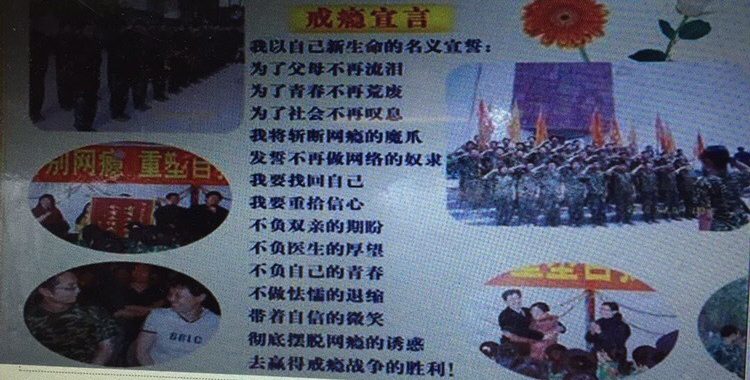 戒瘾宣言
我以自己新生命的名义宣誓：
为了父母不再流泪
为了青春不再荒废
为了社会不再叹息
我将斩断网瘾的魔爪
发誓不再做网络的奴隶
我要找回自己
我要重拾信心
不负双亲的期盼
不负医生的厚望
不负自己的青春
不做怯懦的退缩
带着自信的微笑
彻底摆脱网瘾的诱惑
去赢得戒瘾战争的胜利！
别网瘾 重塑自